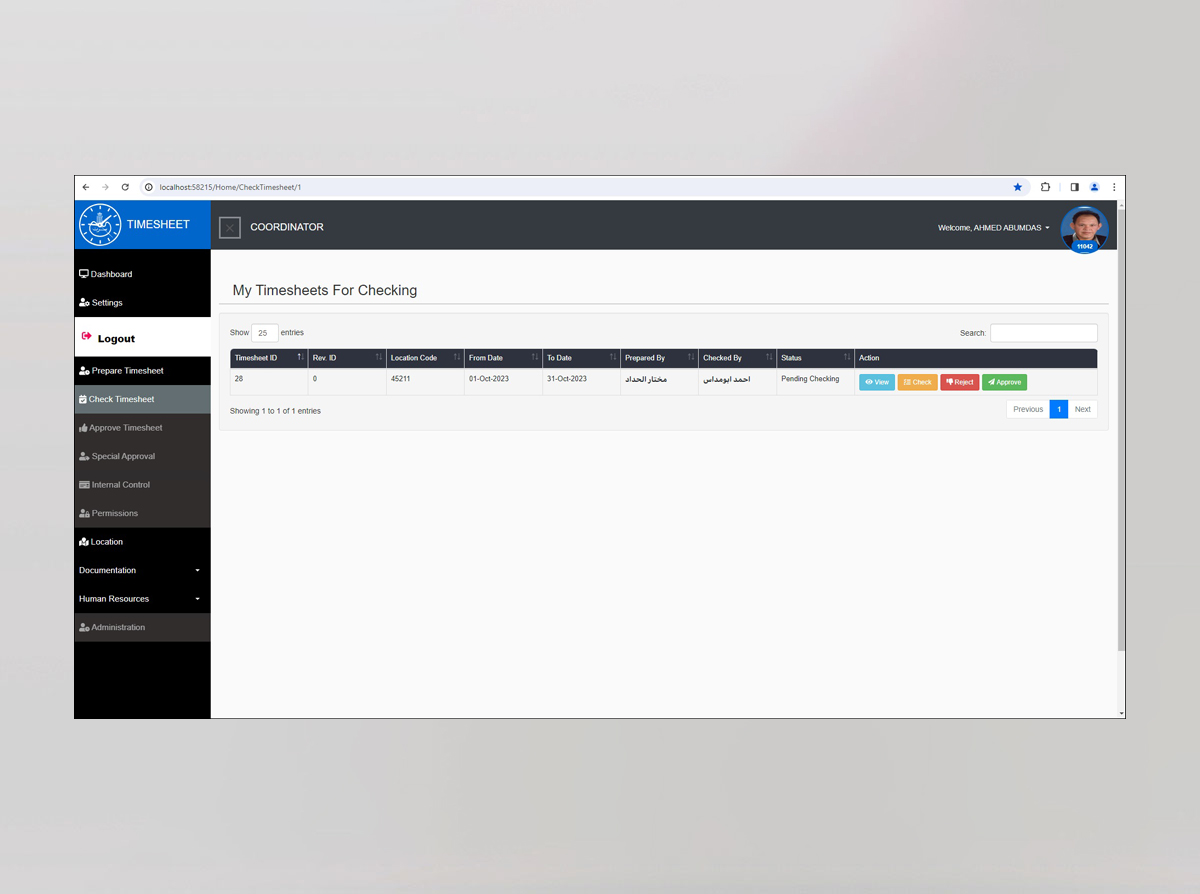 localhost:58215/Home/CheckTimesheet/1
TIMESHEET
COORDINATOR
Welcome, AHMED ABUMDAS
11042
Dashboard
Settings
Logout
Prepare Timesheet
Check Timesheet
Approve Timesheet
Special Approval
Internal Control
Permissions
Location
Documentation
Human Resources
Administration
My Timesheets For Checking
Show 25 entries
Search:
Timesheet ID Rev. ID Location Code From Date To Date Prepared By Checked By Status Action
28 0 45211 01-Oct-2023 31-Oct-2023 مختار الحداد احمد ابومداس Pending Checking View Check Reject Approve
Showing 1 to 1 of 1 entries
Previous 1 Next